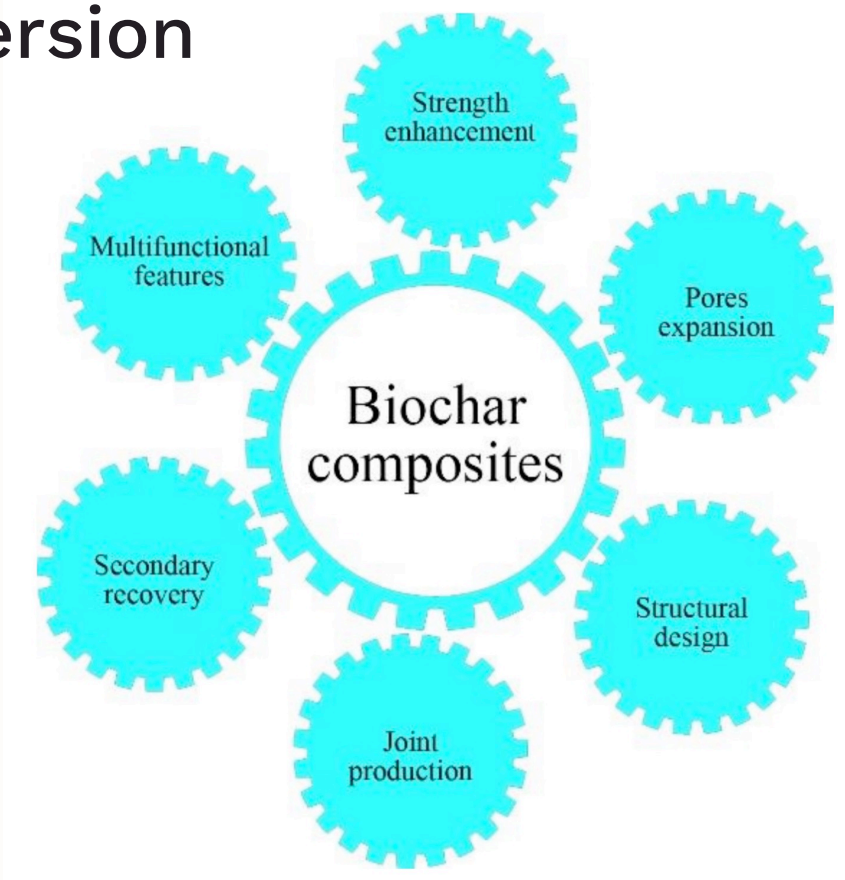 ersion
Strength
enhancement
Multifunctional
features
Pores
expansion
Biochar
composites
Secondary
recovery
Structural
design
Joint
production